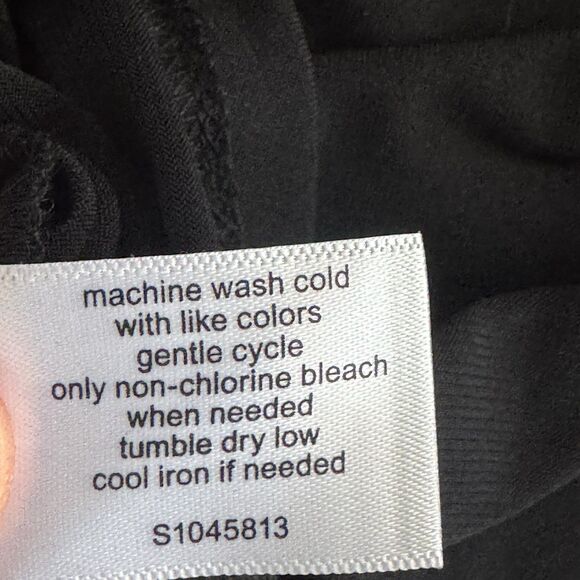 machine wash cold
with like colors
gentle cycle
only non-chlorine bleach
when needed
tumble dry low
cool iron if needed
S1045813